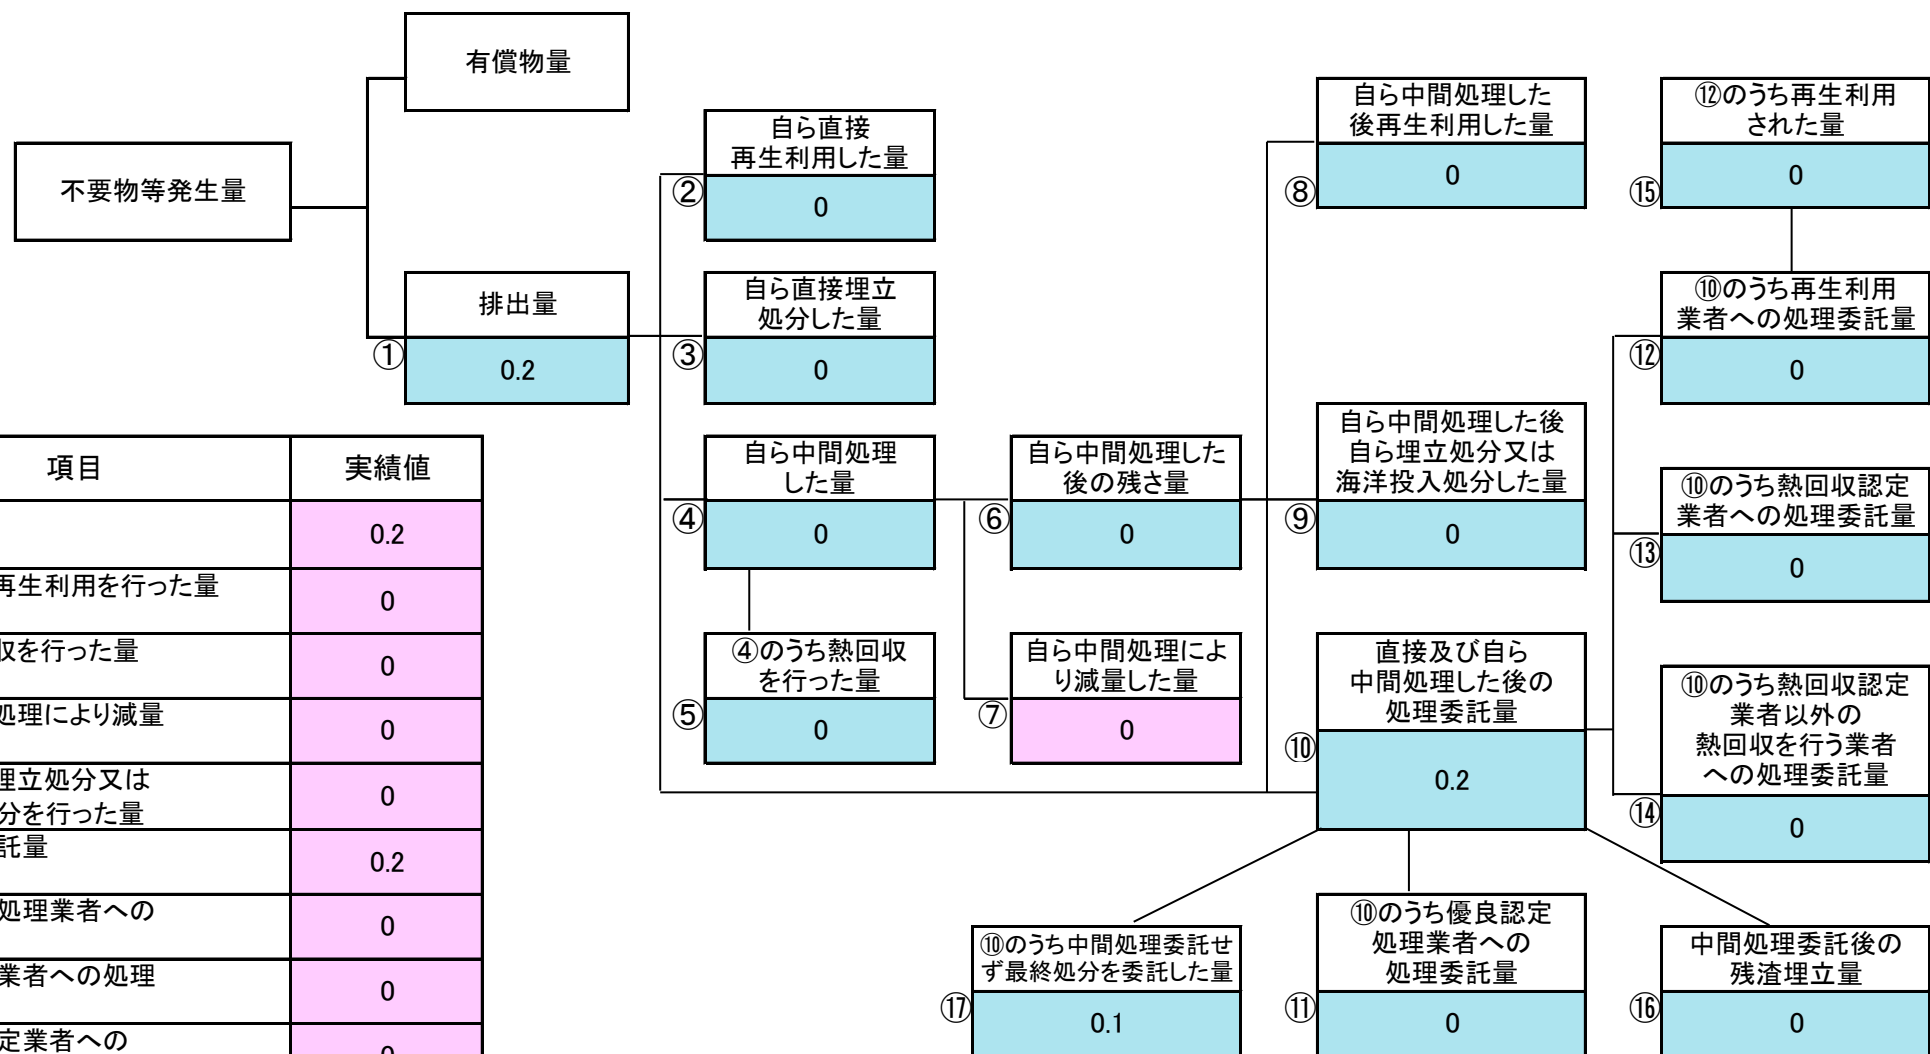 有償物量
不要物等発生量
排出量
①
0.2
自ら直接
再生利用した量
②
0
自ら直接埋立
処分した量
③
0
自ら中間処理
した量
④
0
④のうち熱回収
を行った量
⑤
0
自ら中間処理した
後の残さ量
⑥
0
自ら中間処理によ
り減量した量
⑦
0
自ら中間処理した
後再生利用した量
⑧
0
自ら中間処理した後
自ら埋立処分又は
海洋投入処分した量
⑨
0
直接及び自ら
中間処理した後の
処理委託量
⑩
0.2
⑫のうち再生利用
された量
⑮
0
⑩のうち再生利用
業者への処理委託量
⑫
0
⑩のうち熱回収認定
業者への処理委託量
⑬
0
⑩のうち熱回収認定
業者以外の
熱回収を行う業者
への処理委託量
⑭
0
⑩のうち中間処理委託せ
ず最終処分を委託した量
⑰
0.1
⑩のうち優良認定
処理業者への
処理委託量
⑪
0
中間処理委託後の
残渣埋立量
⑯
0
項目 実績値
0.2
再生利用を行った量 0
収を行った量 0
処理により減量 0
埋立処分又は
分を行った量 0
託量 0.2
処理業者への 0
業者への処理 0
定業者への
0